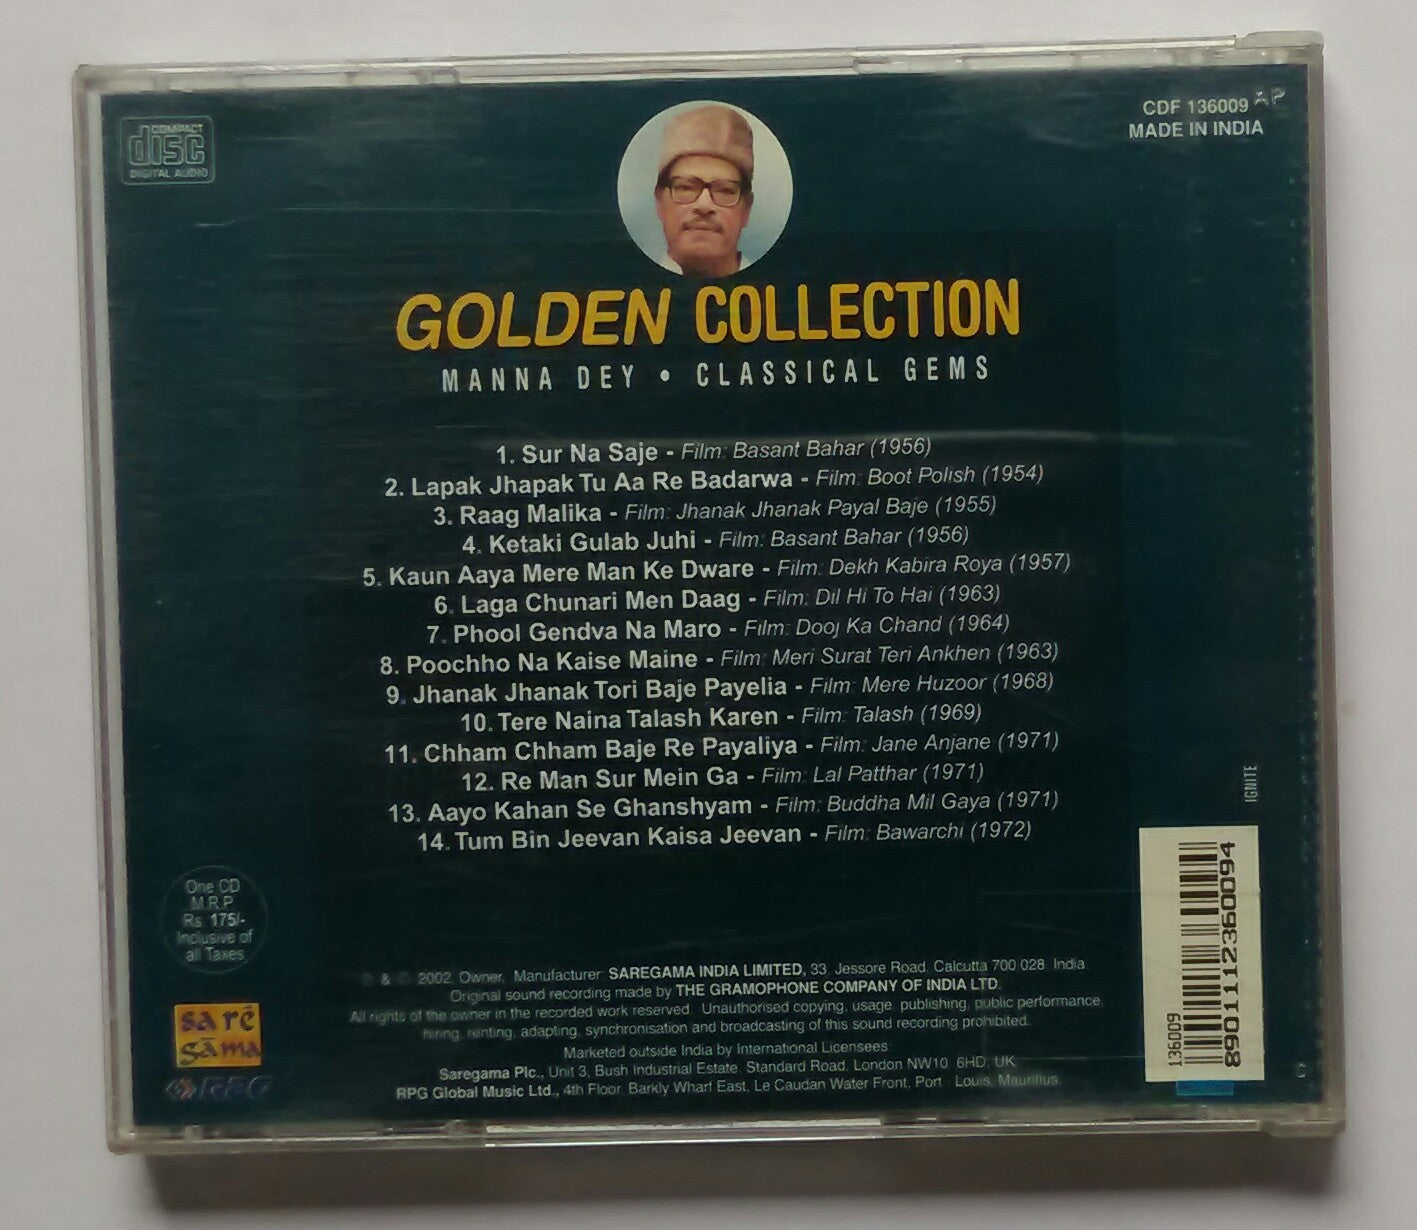 COMPACT
disc
DIGITAL AUDIO
CDF 136009 AP
MADE IN INDIA
GOLDEN COLLECTION
MANNA DEY • CLASSICAL GEMS
1. Sur Na Saje - Film: Basant Bahar (1956)
2. Lapak Jhapak Tu Aa Re Badarwa - Film: Boot Polish (1954)
3. Raag Malika - Film: Jhanak Jhanak Payal Baje (1955)
4. Ketaki Gulab Juhi - Film: Basant Bahar (1956)
5. Kaun Aaya Mere Man Ke Dware - Film: Dekh Kabira Roya (1957)
6. Laga Chunari Men Daag - Film: Dil Hi To Hai (1963)
7. Phool Gendva Na Maro - Film: Dooj Ka Chand (1964)
8. Poochho Na Kaise Maine - Film: Meri Surat Teri Ankhen (1963)
9. Jhanak Jhanak Tori Baje Payelia - Film: Mere Huzoor (1968)
10. Tere Naina Talash Karen - Film: Talash (1969)
11. Chham Chham Baje Re Payaliya - Film: Jane Anjane (1971)
12. Re Man Sur Mein Ga - Film: Lal Patthar (1971)
13. Aayo Kahan Se Ghanshyam - Film: Buddha Mil Gaya (1971)
14. Tum Bin Jeevan Kaisa Jeevan - Film: Bawarchi (1972)
IGNITE
One CD
M.R.P
Rs. 175/-
Inclusive of
all Taxes
sa rē
gāma
RPG
℗ & © 2002. Owner. Manufacturer: SAREGAMA INDIA LIMITED, 33, Jessore Road, Calcutta 700 028. India.
Original sound recording made by THE GRAMOPHONE COMPANY OF INDIA LTD.
All rights of the owner in the recorded work reserved. Unauthorised copying, usage, publishing, public performance,
hiring, renting, adapting, synchronisation and broadcasting of this sound recording prohibited.
Marketed outside India by International Licensees:
Saregama Plc., Unit 3, Bush Industrial Estate, Standard Road, London NW10 6HD, UK.
RPG Global Music Ltd., 4th Floor, Barkly Wharf East, Le Caudan Water Front, Port Louis, Mauritius.
136009
8901112360094